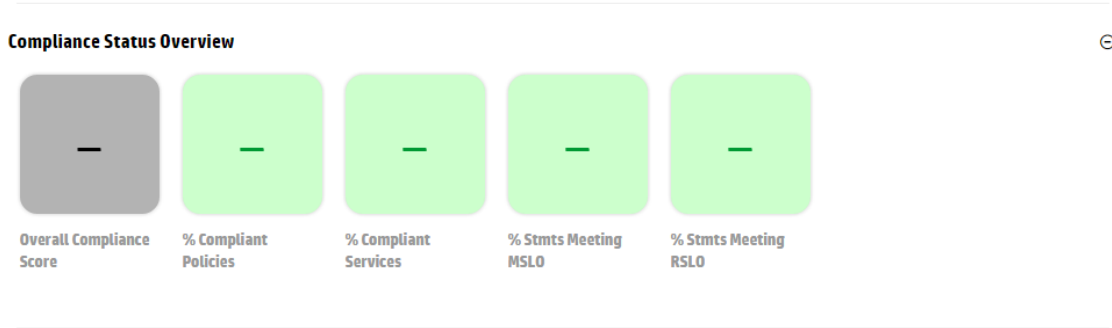 Compliance Status Overview
– – – – –
Overall Compliance % Compliant % Compliant % Stmts Meeting % Stmts Meeting
Score Policies Services MSLO RSLO